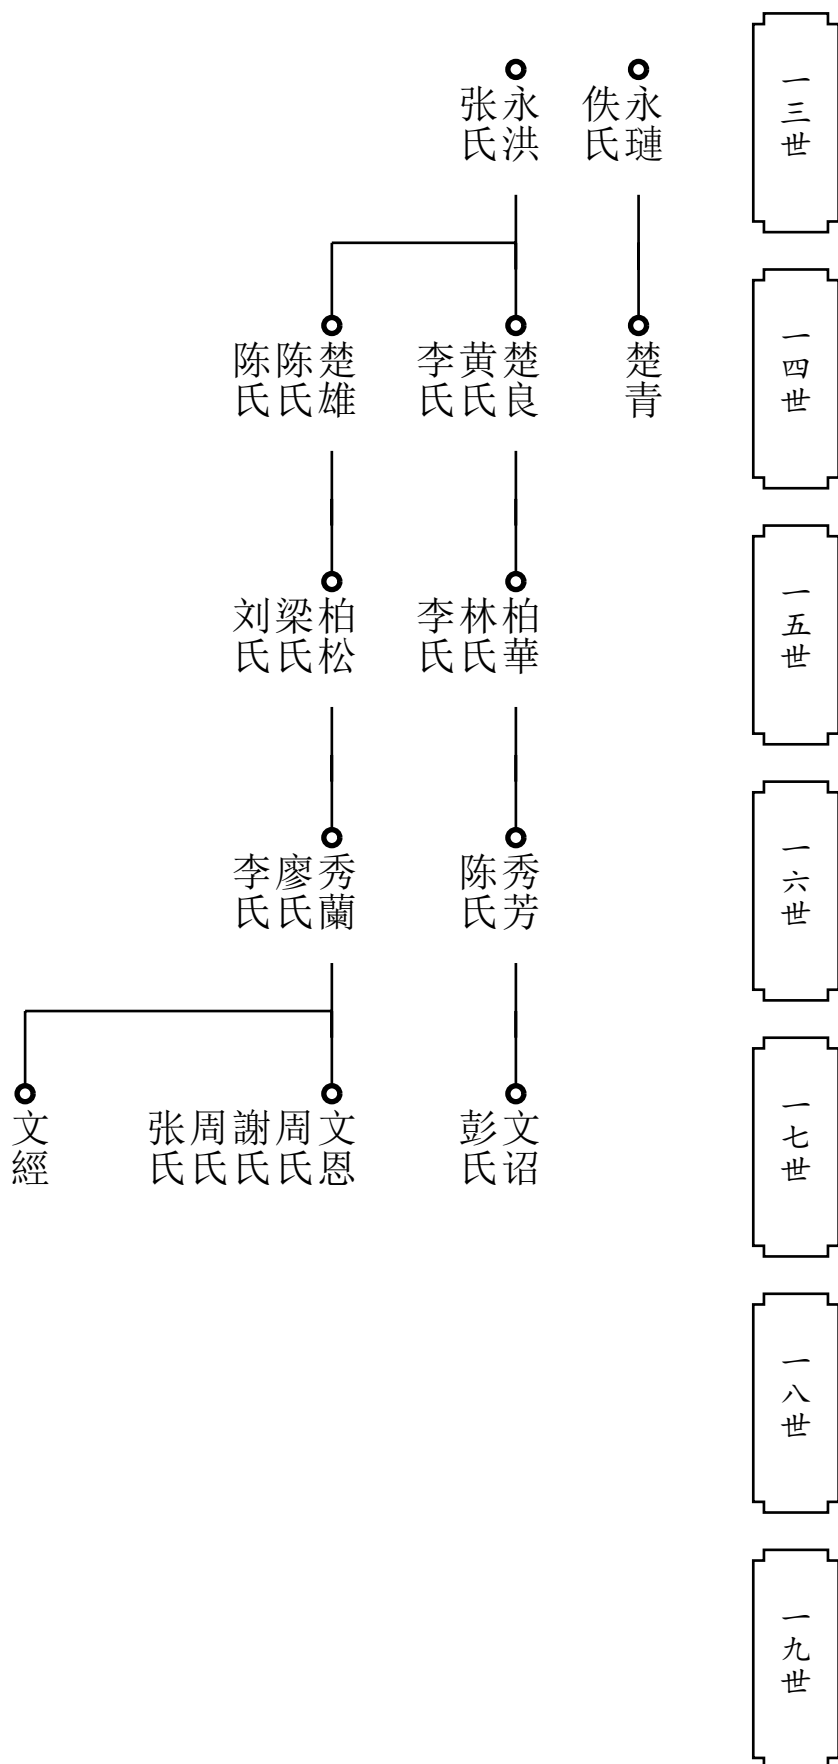 一三世
永璉
佚氏
永洪
张氏
一四世
楚青
楚良
黄氏
李氏
楚雄
陈氏
陈氏
一五世
柏華
林氏
李氏
柏松
梁氏
刘氏
一六世
秀芳
陈氏
秀蘭
廖氏
李氏
一七世
文诏
彭氏
文恩
周氏
謝氏
周氏
张氏
文經
一八世
一九世